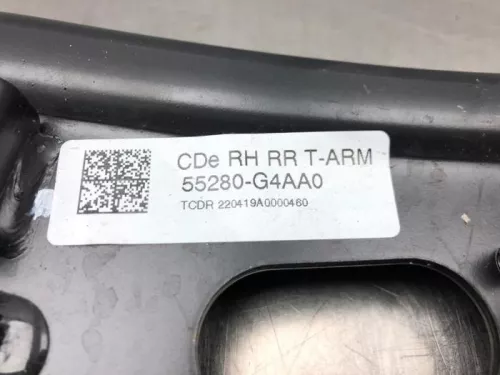 CDe RH RR T-ARM
55280-G4AA0
TCDR 220419A0000460